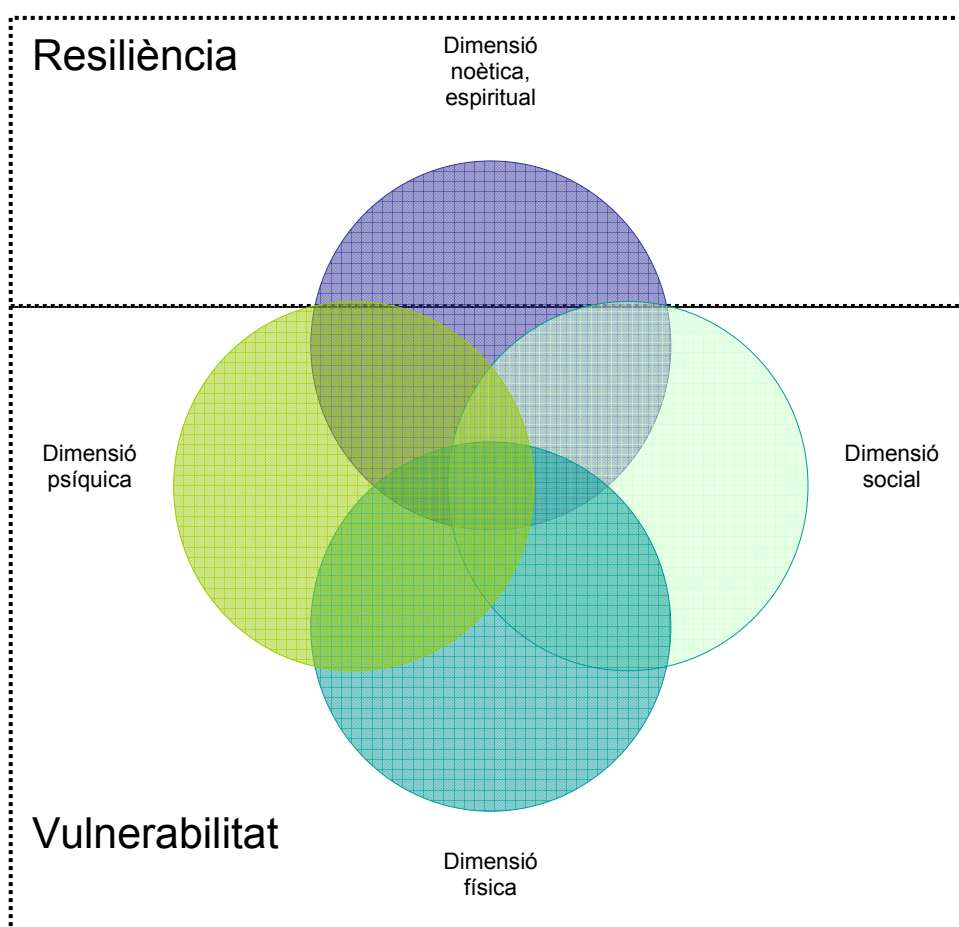 Resiliència
Dimensió
noètica,
espiritual
Dimensió
psíquica
Dimensió
social
Vulnerabilitat
Dimensió
física